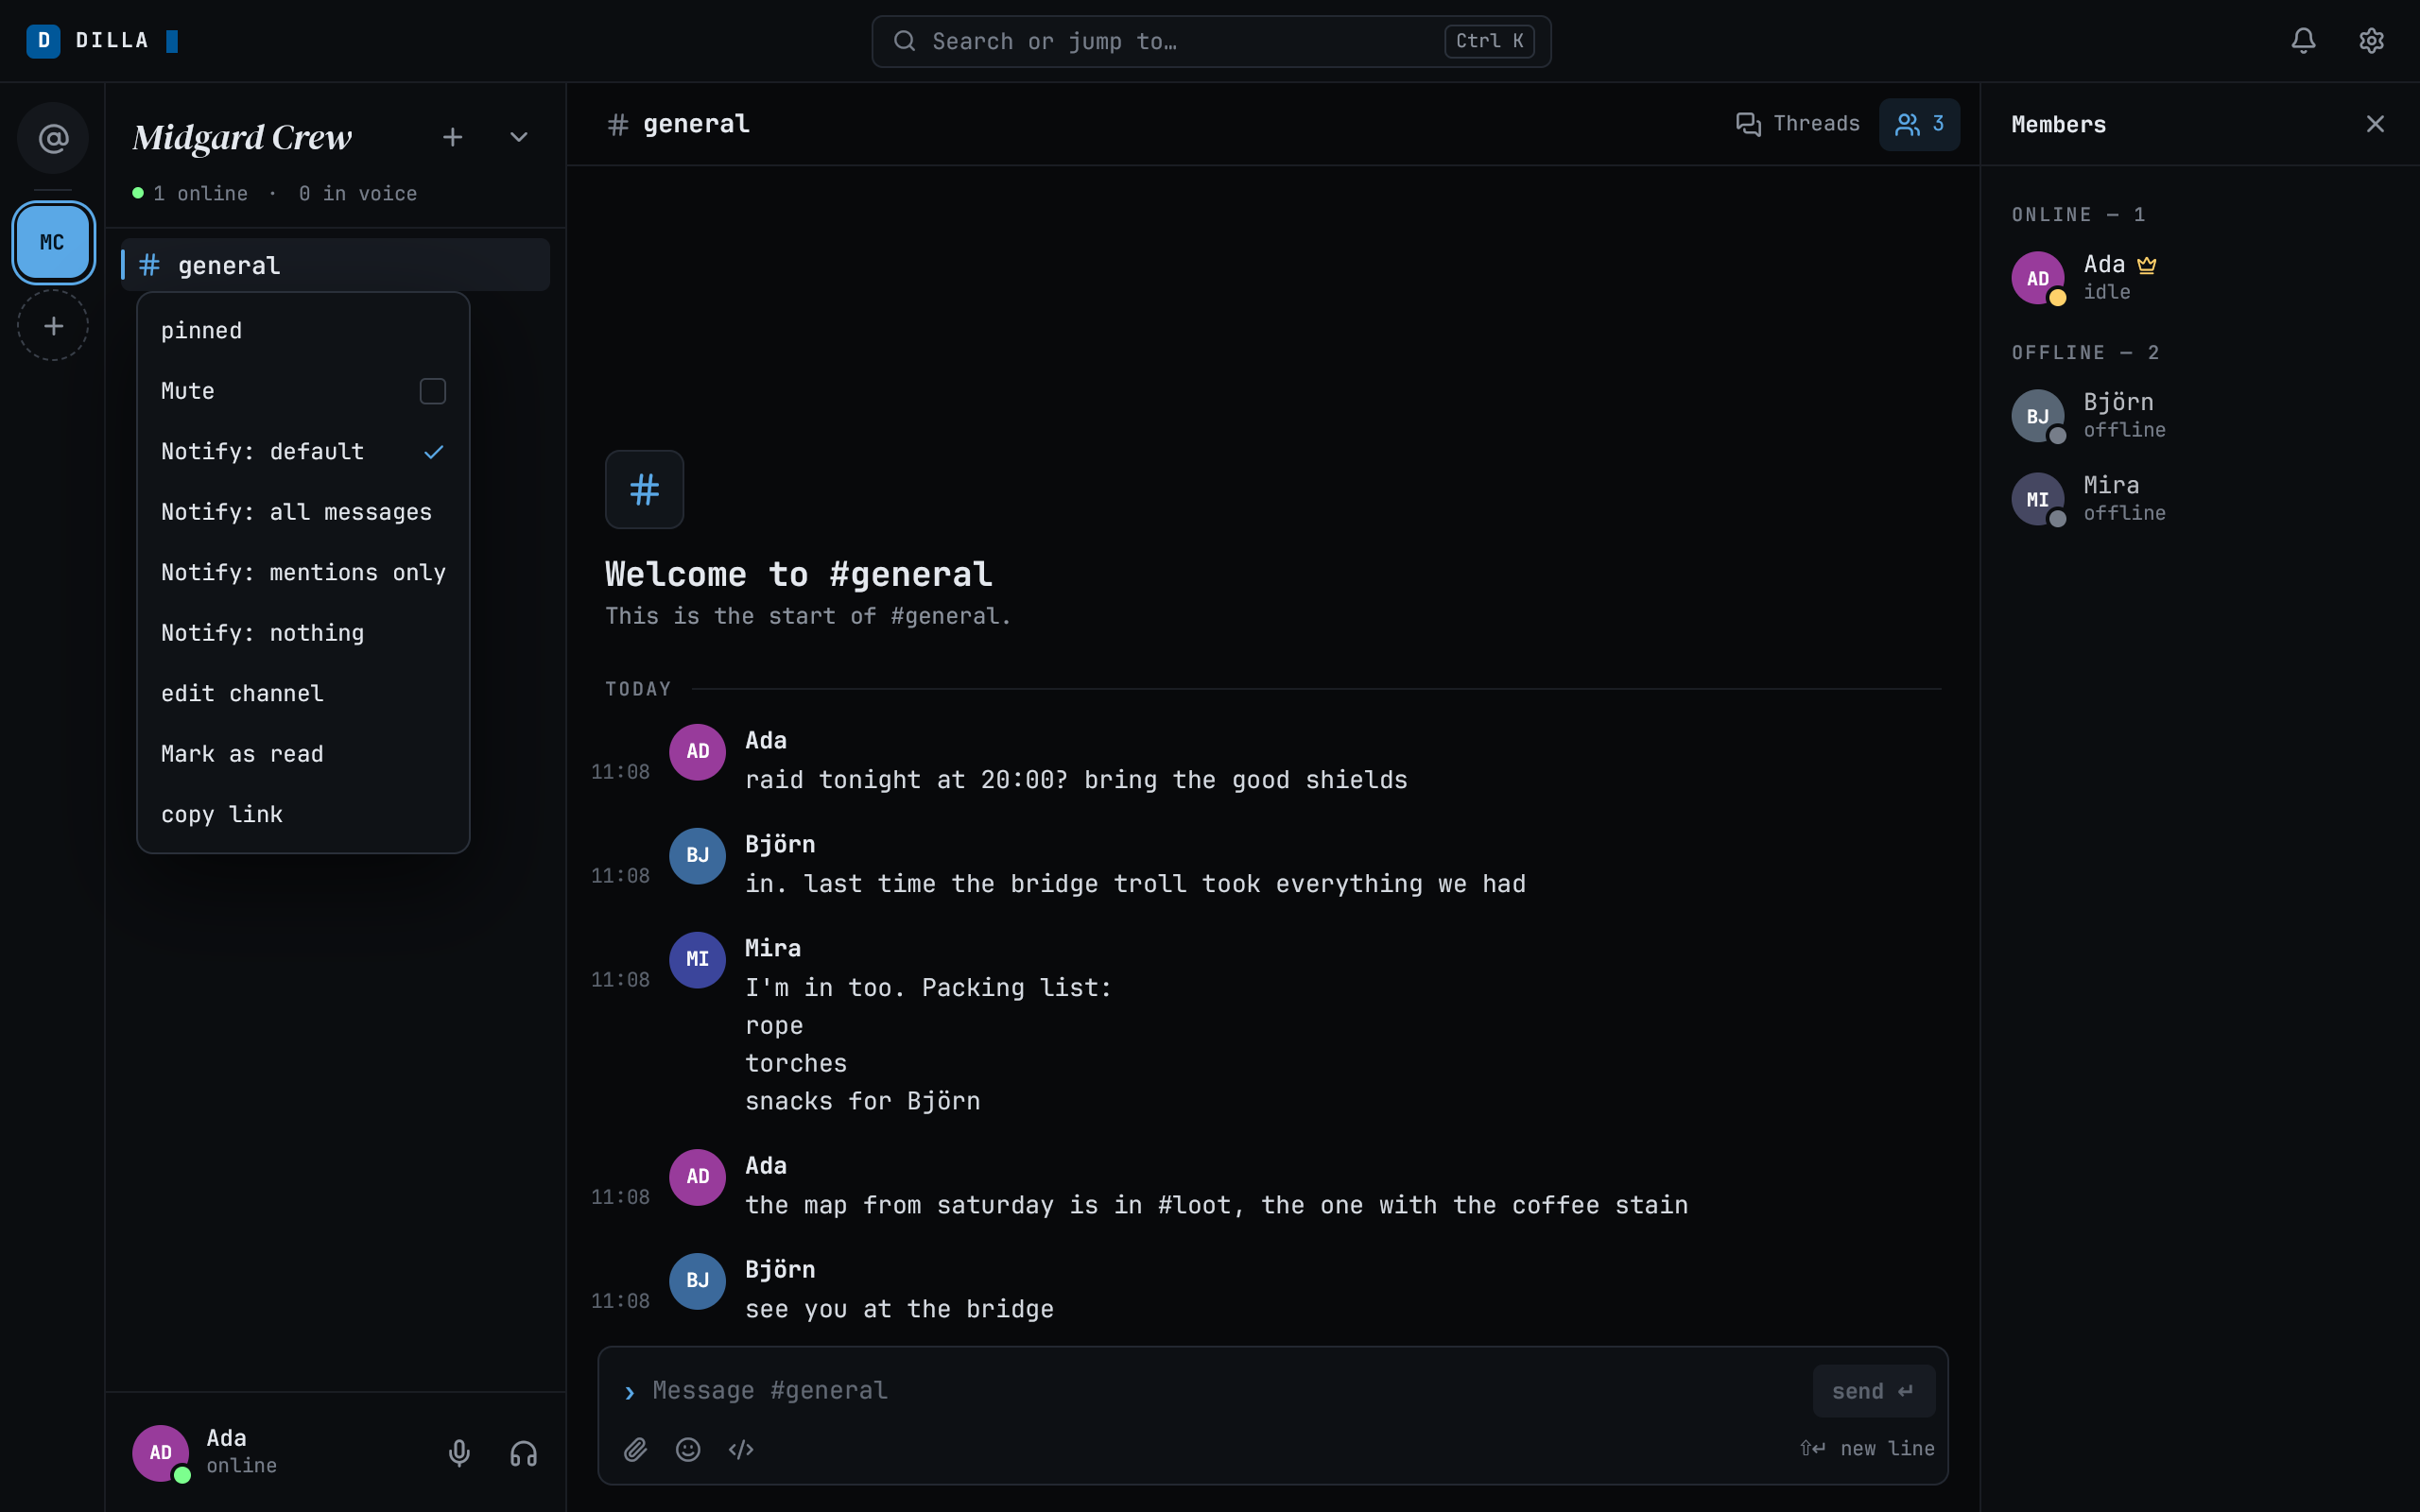 D DILLA
Search or jump to… Ctrl K
@
Midgard Crew
1 online · 0 in voice
MC
# general
pinned
Mute
Notify: default
Notify: all messages
Notify: mentions only
Notify: nothing
edit channel
Mark as read
copy link
AD Ada
online
# general
Threads 3
#
Welcome to #general
This is the start of #general.
TODAY
AD Ada
11:08 raid tonight at 20:00? bring the good shields
BJ Björn
11:08 in. last time the bridge troll took everything we had
MI Mira
11:08 I'm in too. Packing list:
rope
torches
snacks for Björn
AD Ada
11:08 the map from saturday is in #loot, the one with the coffee stain
BJ Björn
11:08 see you at the bridge
› Message #general send ↵
⇧↵ new line
Members
ONLINE — 1
AD Ada
idle
OFFLINE — 2
BJ Björn
offline
MI Mira
offline